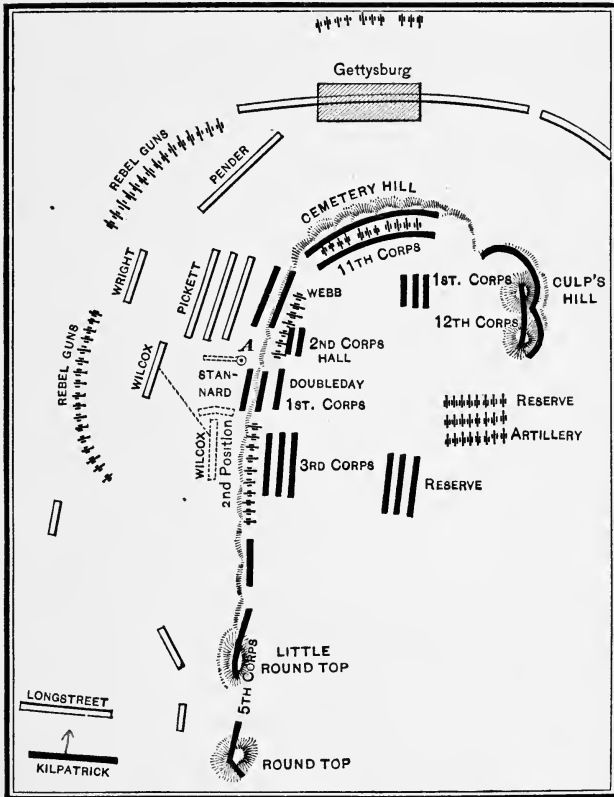 Gettysburg
REBEL GUNS
PENDER
CEMETERY HILL
11TH CORPS
WRIGHT
PICKETT
WEBB
1ST. CORPS
CULP'S
HILL
12TH CORPS
A
2ND CORPS
HALL
WILCOX
REBEL GUNS
STAN-
NARD
DOUBLEDAY
1ST. CORPS
RESERVE
ARTILLERY
WILCOX
2nd Position
3RD CORPS
RESERVE
5TH CORPS
LITTLE
ROUND TOP
LONGSTREET
KILPATRICK
ROUND TOP